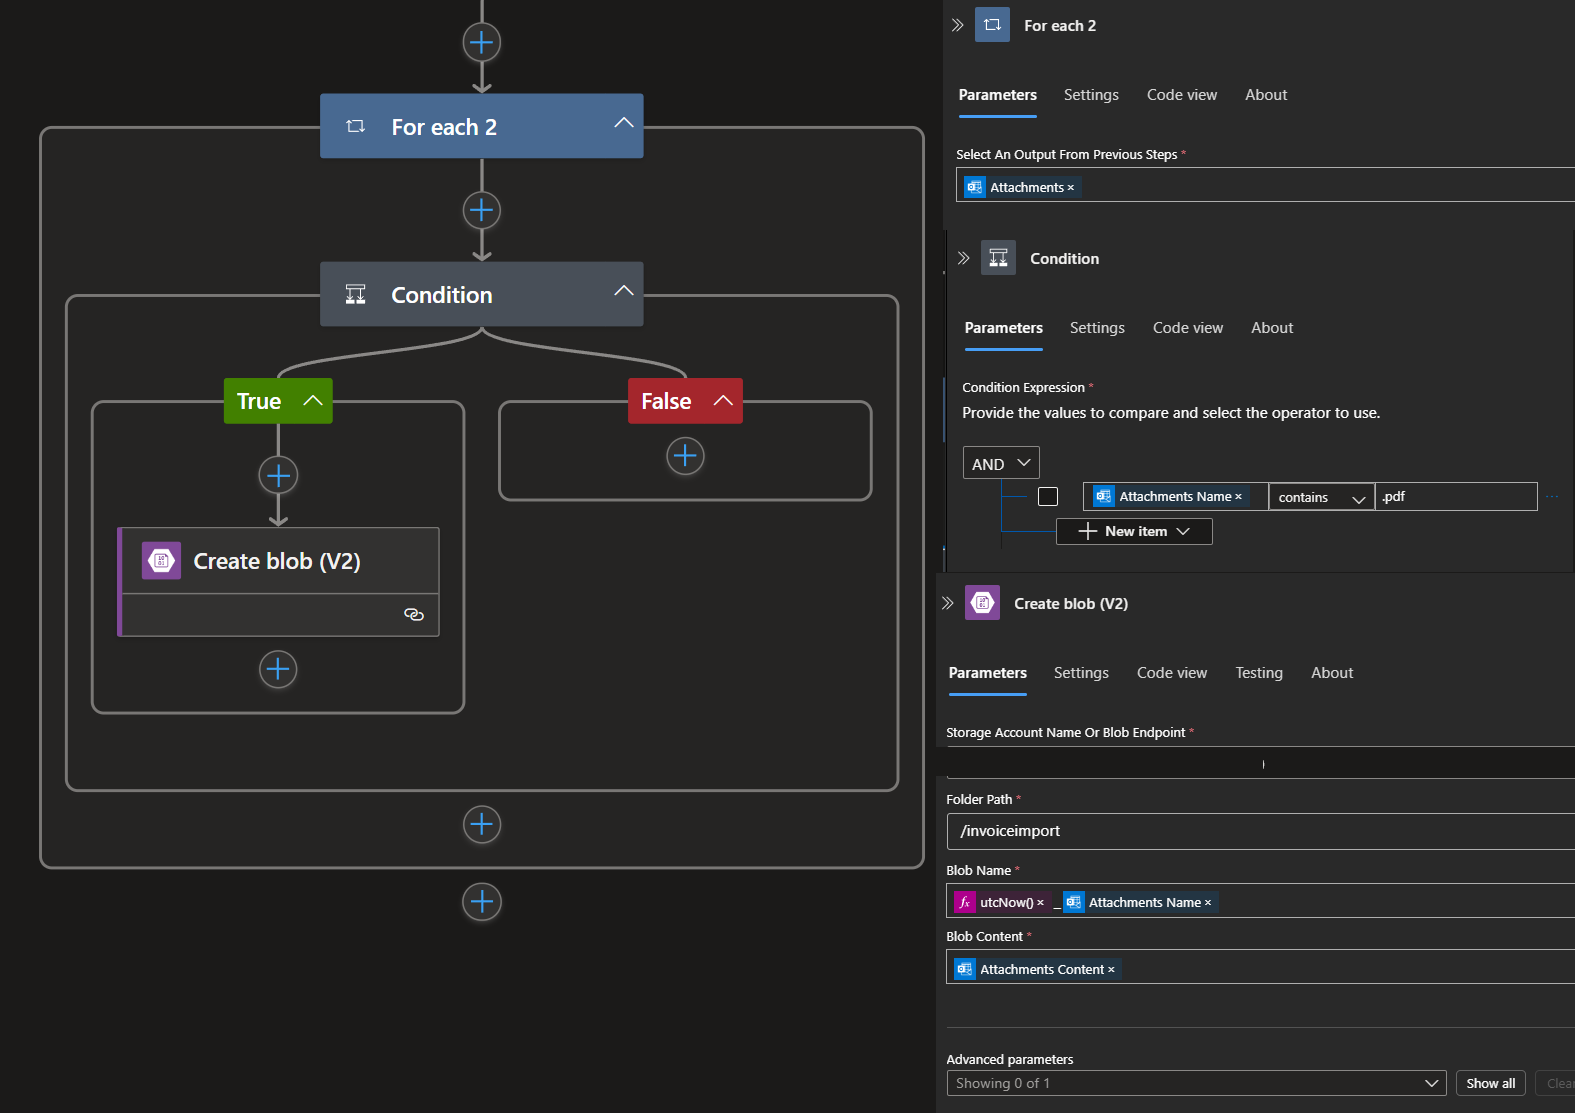 For each 2
Condition
True
False
Create blob (V2)
For each 2
Parameters Settings Code view About
Select An Output From Previous Steps *
Attachments ×
Condition
Parameters Settings Code view About
Condition Expression *
Provide the values to compare and select the operator to use.
AND
Attachments Name × contains .pdf ...
New item
Create blob (V2)
Parameters Settings Code view Testing About
Storage Account Name Or Blob Endpoint *
)
Folder Path *
/invoiceimport
Blob Name *
fx utcNow() × _ Attachments Name ×
Blob Content *
Attachments Content ×
Advanced parameters
Showing 0 of 1 Show all Clear